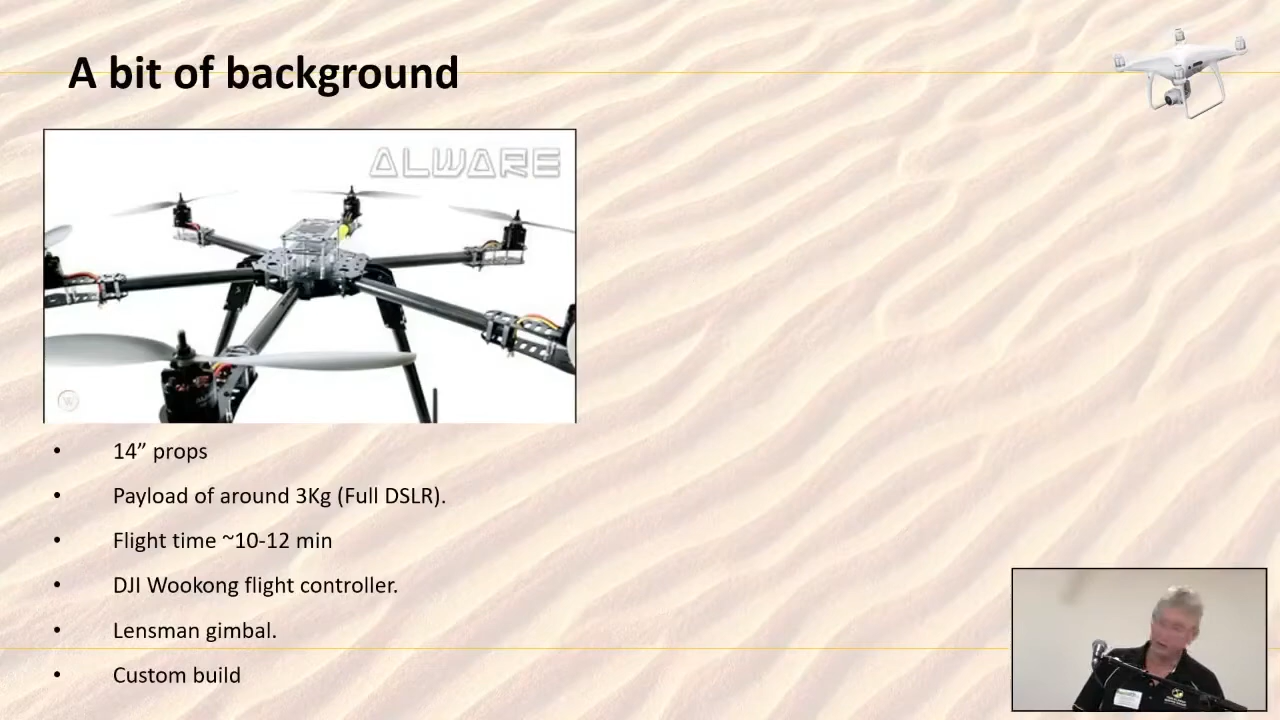 A bit of background
ALWARE
14” props
Payload of around 3Kg (Full DSLR).
Flight time ~10-12 min
DJI Wookong flight controller.
Lensman gimbal.
Custom build